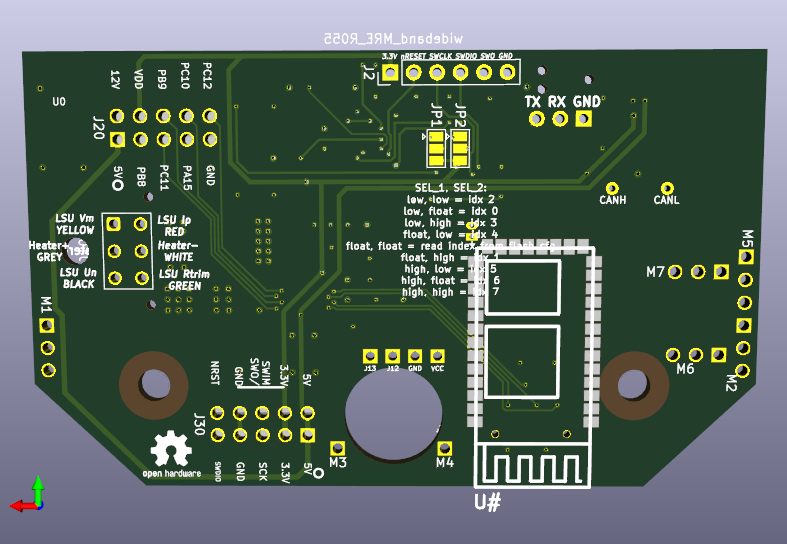 wideband_MRE_R055
3.3V nRESET SWCLK SWDIO SWO GND
J2
12V VDD PB9 PC10 PC12
U0
J20
TX RX GND
JP1 JP2
5V PB8 PC11 PA15 GND
SEL_1, SEL_2:
low, low = idx 2
low, float = idx 0
low, high = idx 3
float, low = idx 4
float, float = read index from flash cfg
float, high = idx 1
high, low = idx 5
high, float = idx 6
high, high = idx 7
CANH CANL
LSU Vm
YELLOW
LSU Ip
RED
Heater+
GREY
Heater-
WHITE
LSU Un
BLACK
LSU Rtrim
GREEN
M5
M7
M1
M6
M2
J13 J12 GND VCC
NRST
GND
SWO/
SWIM
3.3V
5V
J30
open hardware
SWDIO GND SCK 3.3V 5V
M3
M4
U#